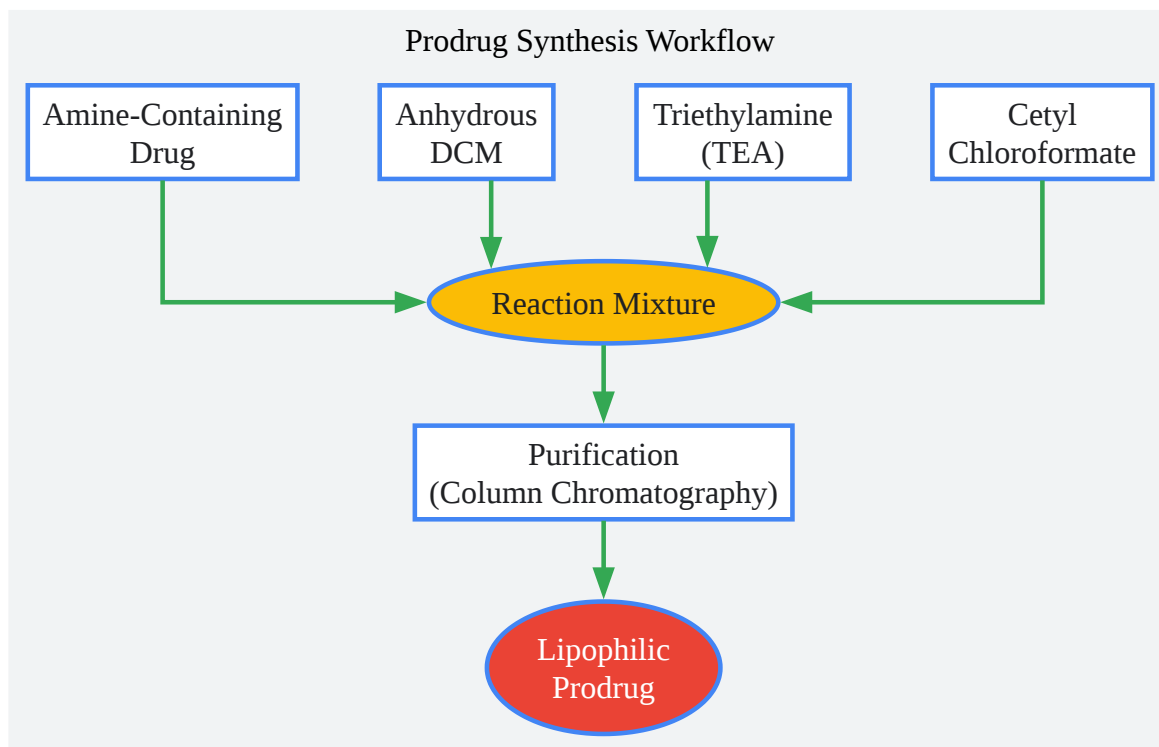 Prodrug Synthesis Workflow
Amine-Containing
Drug
Anhydrous
DCM
Triethylamine
(TEA)
Cetyl
Chloroformate
Reaction Mixture
Purification
(Column Chromatography)
Lipophilic
Prodrug